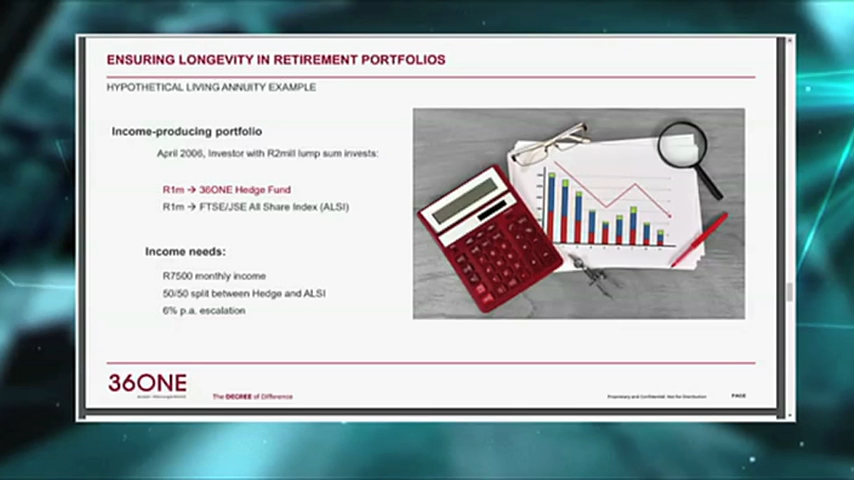 ENSURING LONGEVITY IN RETIREMENT PORTFOLIOS
HYPOTHETICAL LIVING ANNUITY EXAMPLE
Income-producing portfolio
April 2006, Investor with R2mill lump sum invests:
R1m → 36ONE Hedge Fund
R1m → FTSE/JSE All Share Index (ALSI)
Income needs:
R7500 monthly income
50/50 split between Hedge and ALSI
6% p.a. escalation
36ONE
The DEGREE of Difference
Proprietary and Confidential. Not for Distribution
PAGE